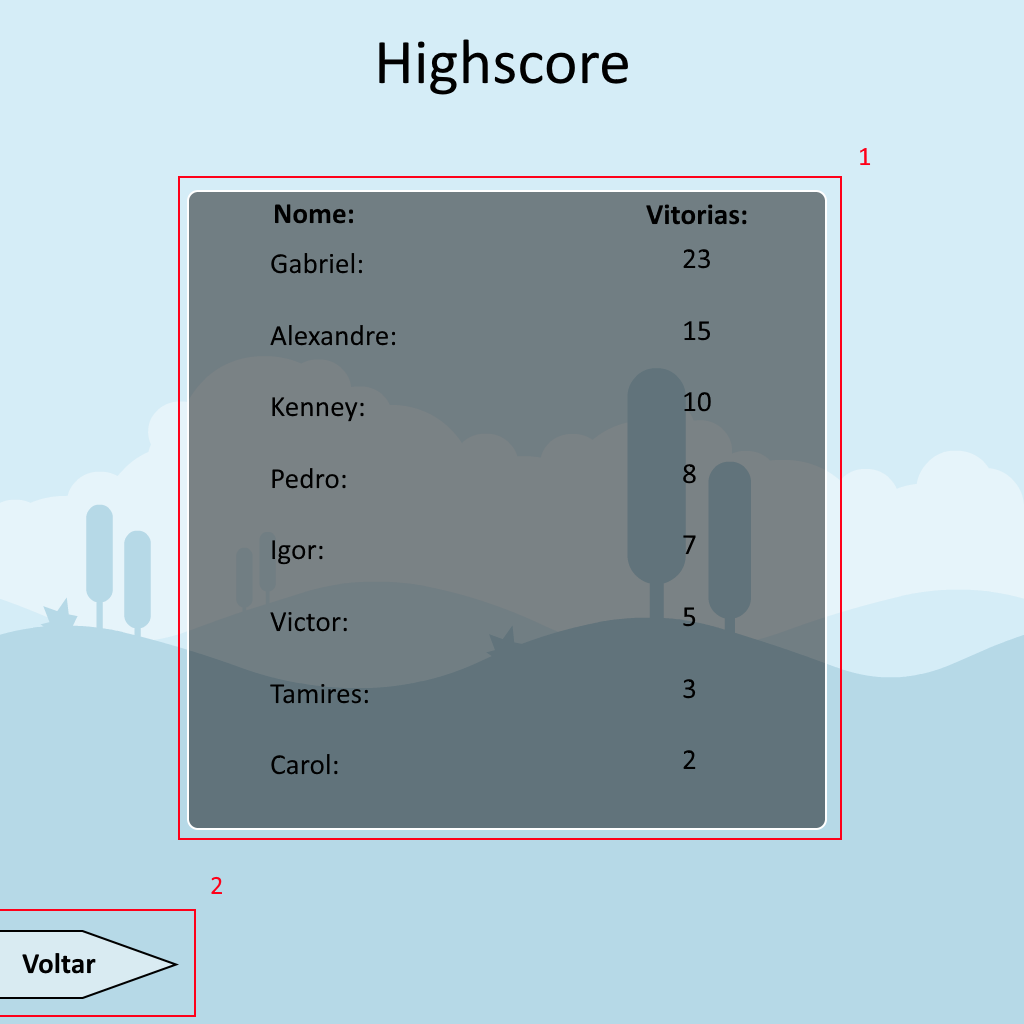 Highscore
1
Nome: Vitorias:
Gabriel: 23
Alexandre: 15
Kenney: 10
Pedro: 8
Igor: 7
Victor: 5
Tamires: 3
Carol: 2
2
Voltar